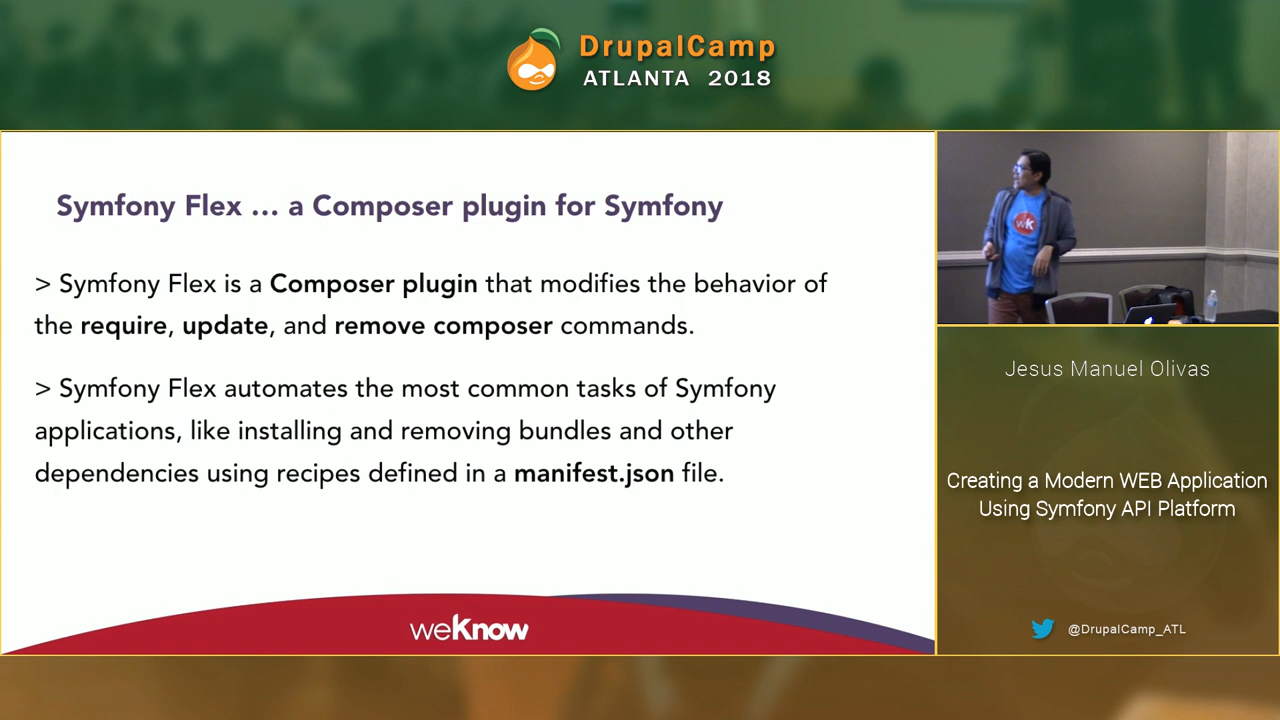 DrupalCamp
ATLANTA 2018
Symfony Flex … a Composer plugin for Symfony
> Symfony Flex is a Composer plugin that modifies the behavior of
the require, update, and remove composer commands.
> Symfony Flex automates the most common tasks of Symfony
applications, like installing and removing bundles and other
dependencies using recipes defined in a manifest.json file.
weKnow
wk
Jesus Manuel Olivas
Creating a Modern WEB Application
Using Symfony API Platform
@DrupalCamp_ATL